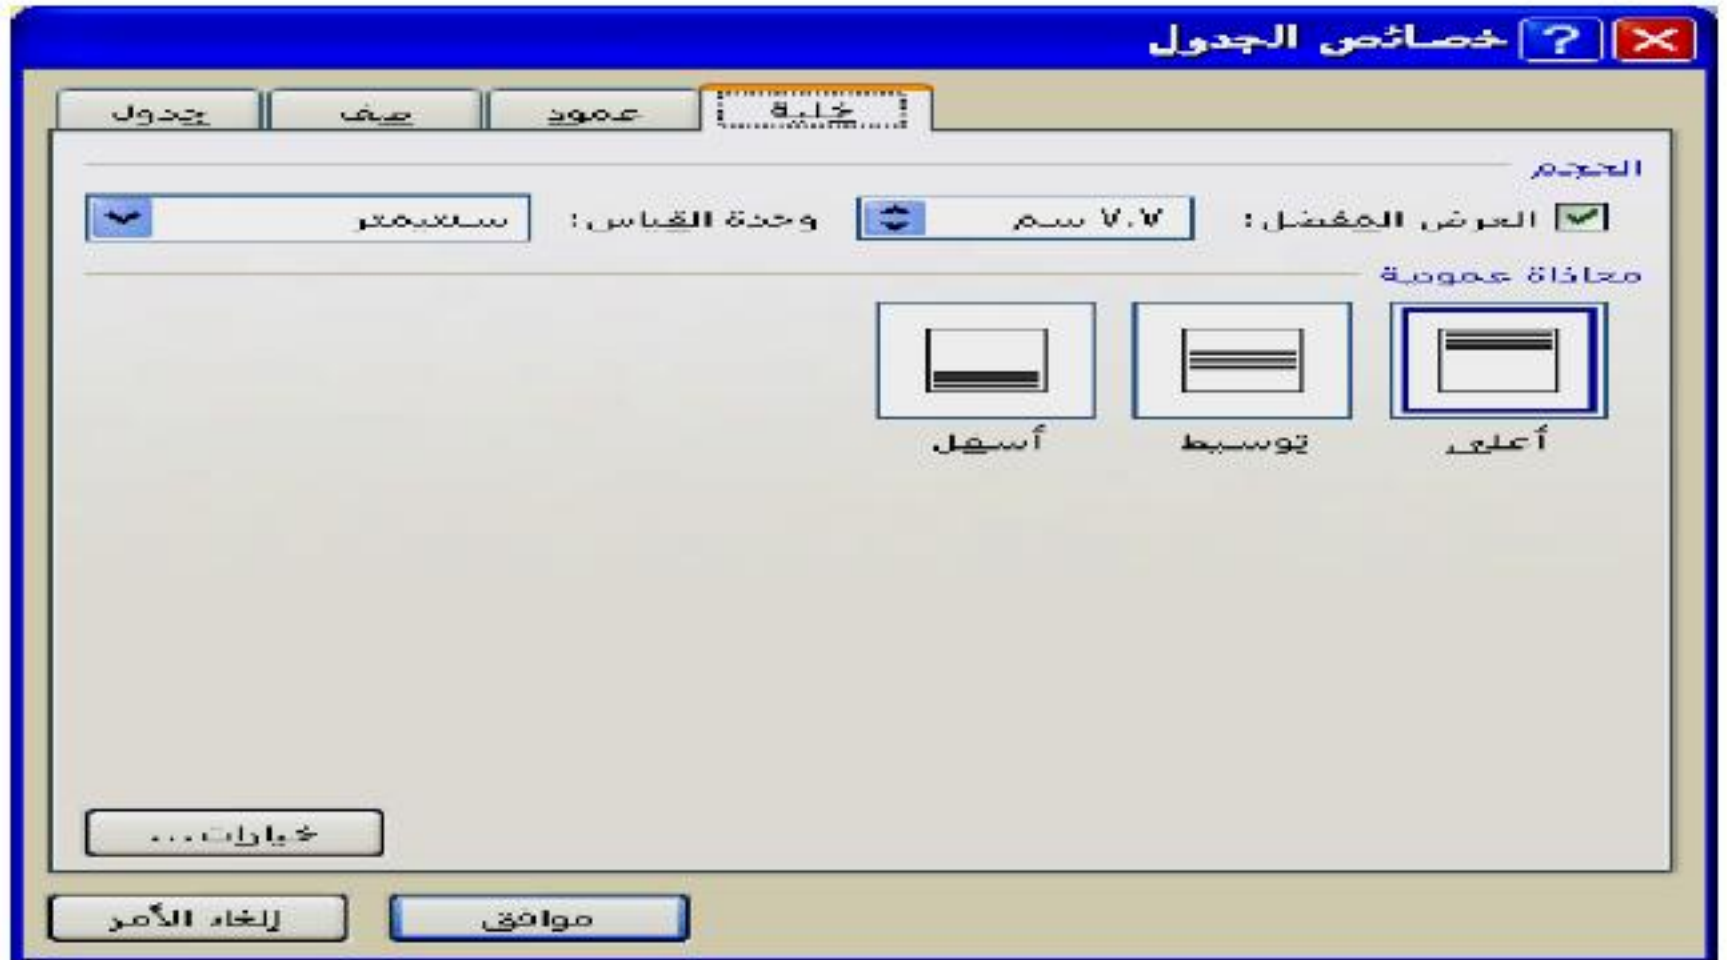 خصائص الجدول
جدول صف عمود خلية
الحجم
العرض المفضل: ٧.٧ سم وحدة القياس: سنتيمتر
محاذاة عمودية
أعلى توسيط أسفل
خيارات...
موافق إلغاء الأمر